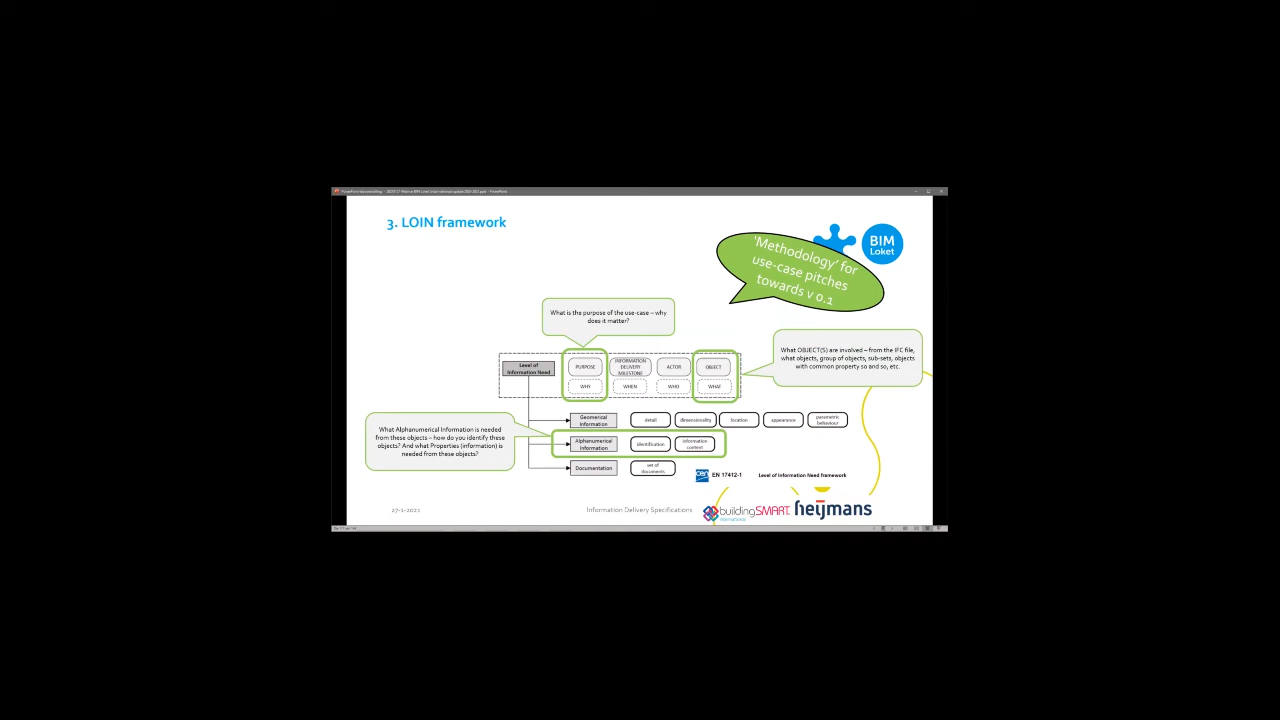 3. LOIN framework
'Methodology' for
use-case pitches
towards v 0.1
BIM
Loket
What is the purpose of the use-case – why
does it matter?
What OBJECT(S) are involved – from the IFC file,
what objects, group of objects, sub-sets, objects
with common property so and so, etc.
Level of
Information Need
PURPOSE
INFORMATION
DELIVERY
MILESTONE
ACTOR
OBJECT
WHY
WHEN
WHO
WHAT
What Alphanumerical Information is needed
from these objects – how do you identify these
objects? And what Properties (information) is
needed from these objects?
Geometrical
Information
detail
dimensionality
location
appearance
parametric
behaviour
Alphanumerical
Information
identification
information
content
Documentation
set of
documents
cen
EN 17412-1
Level of Information Need framework
27-1-2021
Information Delivery Specifications
buildingSMART
International
heijmans